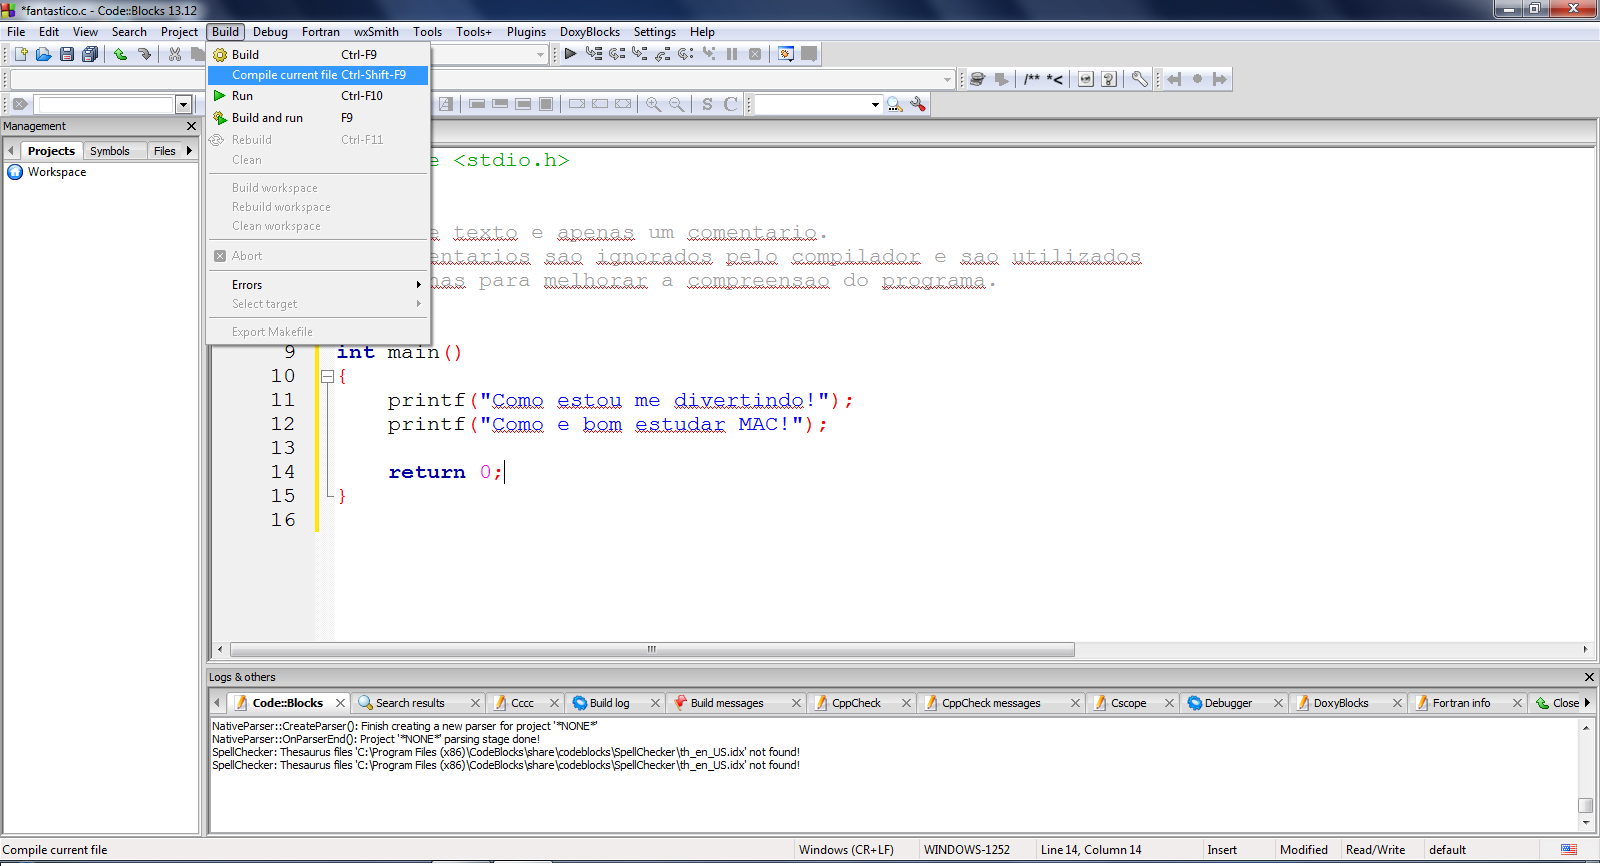 *fantastico.c - Code::Blocks 13.12
File Edit View Search Project Build Debug Fortran wxSmith Tools Tools+ Plugins DoxyBlocks Settings Help
Build Ctrl-F9
Compile current file Ctrl-Shift-F9
Run Ctrl-F10
Build and run F9
Rebuild Ctrl-F11
Clean
Build workspace
Rebuild workspace
Clean workspace
Abort
Errors
Select target
Export Makefile
/** *<
S C
Management
Projects Symbols Files
Workspace
e <stdio.h>
e texto e apenas um comentario.
entarios sao ignorados pelo compilador e sao utilizados
nas para melhorar a compreensao do programa.
9 int main()
10 {
11 printf("Como estou me divertindo!");
12 printf("Como e bom estudar MAC!");
13
14 return 0;
15 }
16
Logs & others
Code::Blocks Search results Cccc Build log Build messages CppCheck CppCheck messages Cscope Debugger DoxyBlocks Fortran info Close
NativeParser::CreateParser(): Finish creating a new parser for project '*NONE*'
NativeParser::OnParserEnd(): Project '*NONE*' parsing stage done!
SpellChecker: Thesaurus files 'C:\Program Files (x86)\CodeBlocks\share\codeblocks\SpellChecker\th_en_US.idx' not found!
SpellChecker: Thesaurus files 'C:\Program Files (x86)\CodeBlocks\share\codeblocks\SpellChecker\th_en_US.idx' not found!
Compile current file Windows (CR+LF) WINDOWS-1252 Line 14, Column 14 Insert Modified Read/Write default